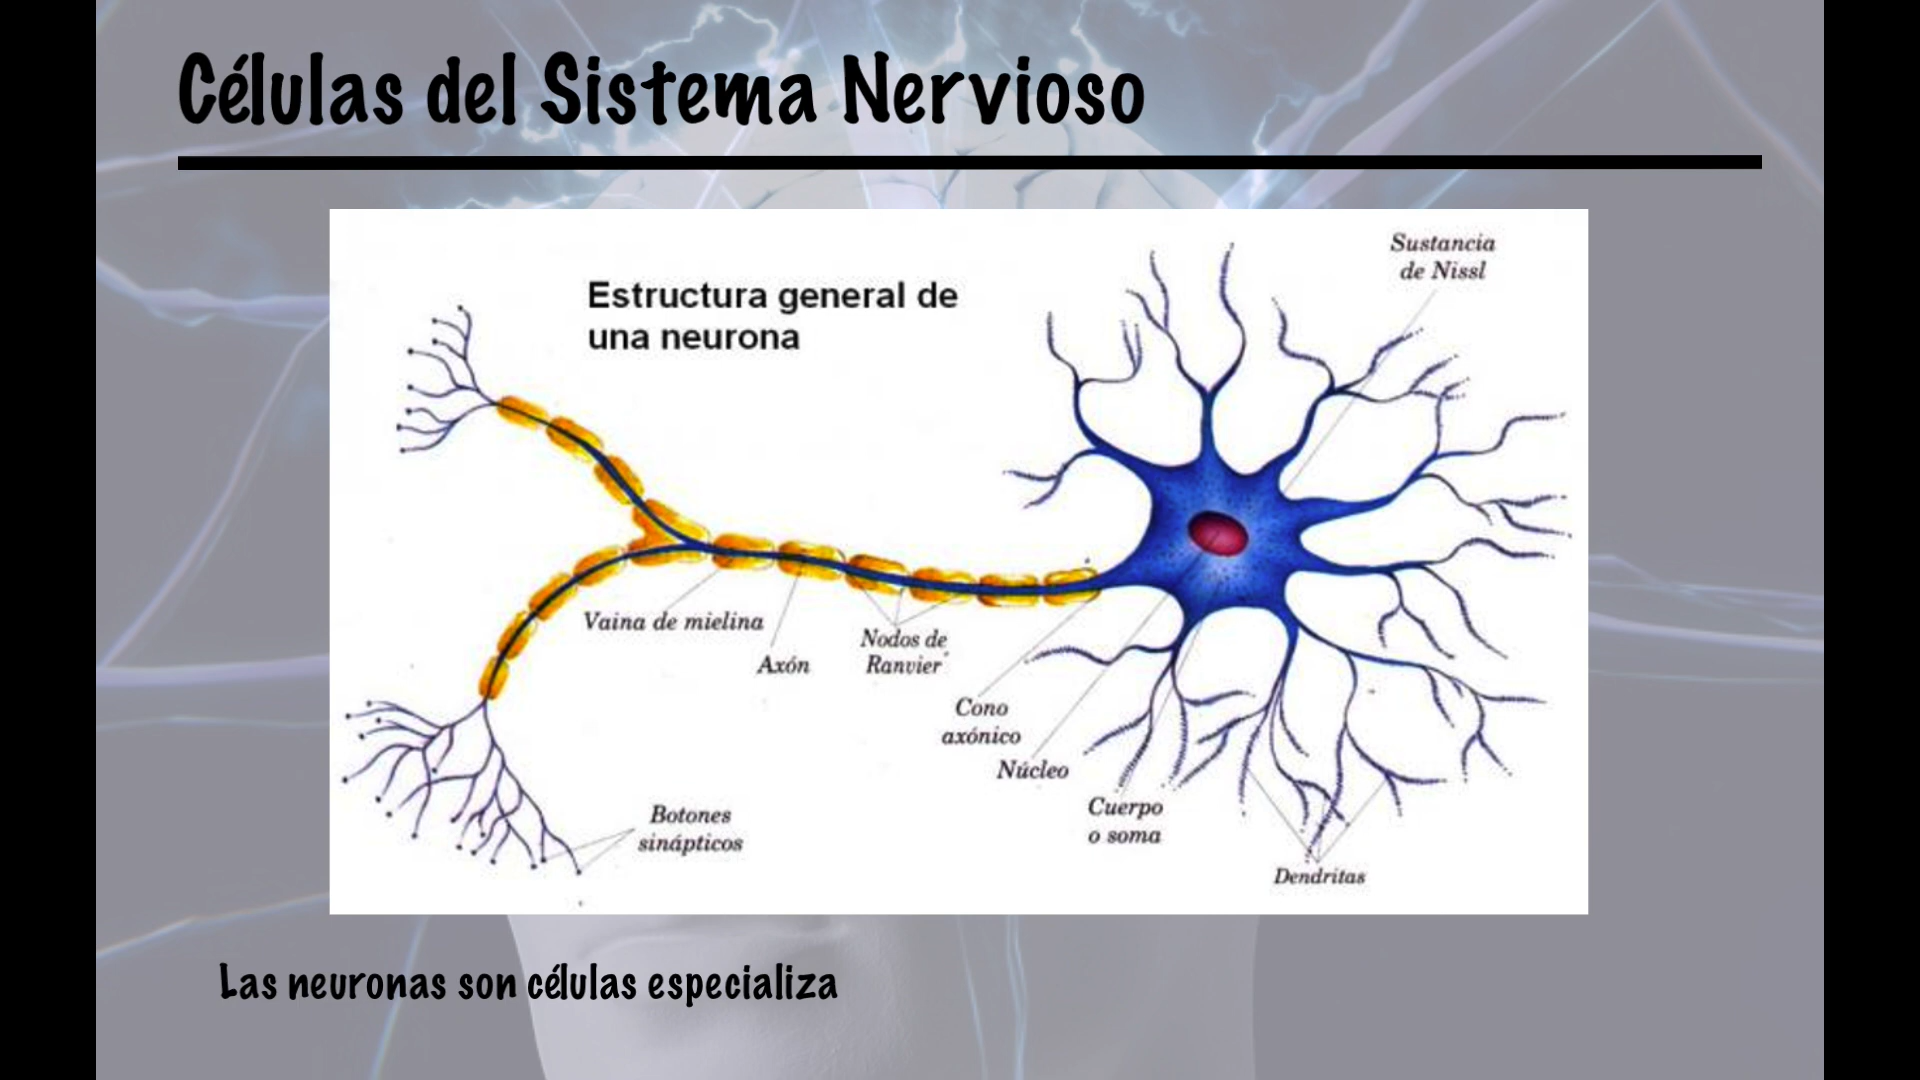 Células del Sistema Nervioso
Estructura general de
una neurona
Sustancia
de Nissl
Vaina de mielina
Axón
Nodos de
Ranvier
Cono
axónico
Núcleo
Cuerpo
o soma
Botones
sinápticos
Dendritas
Las neuronas son células especializa